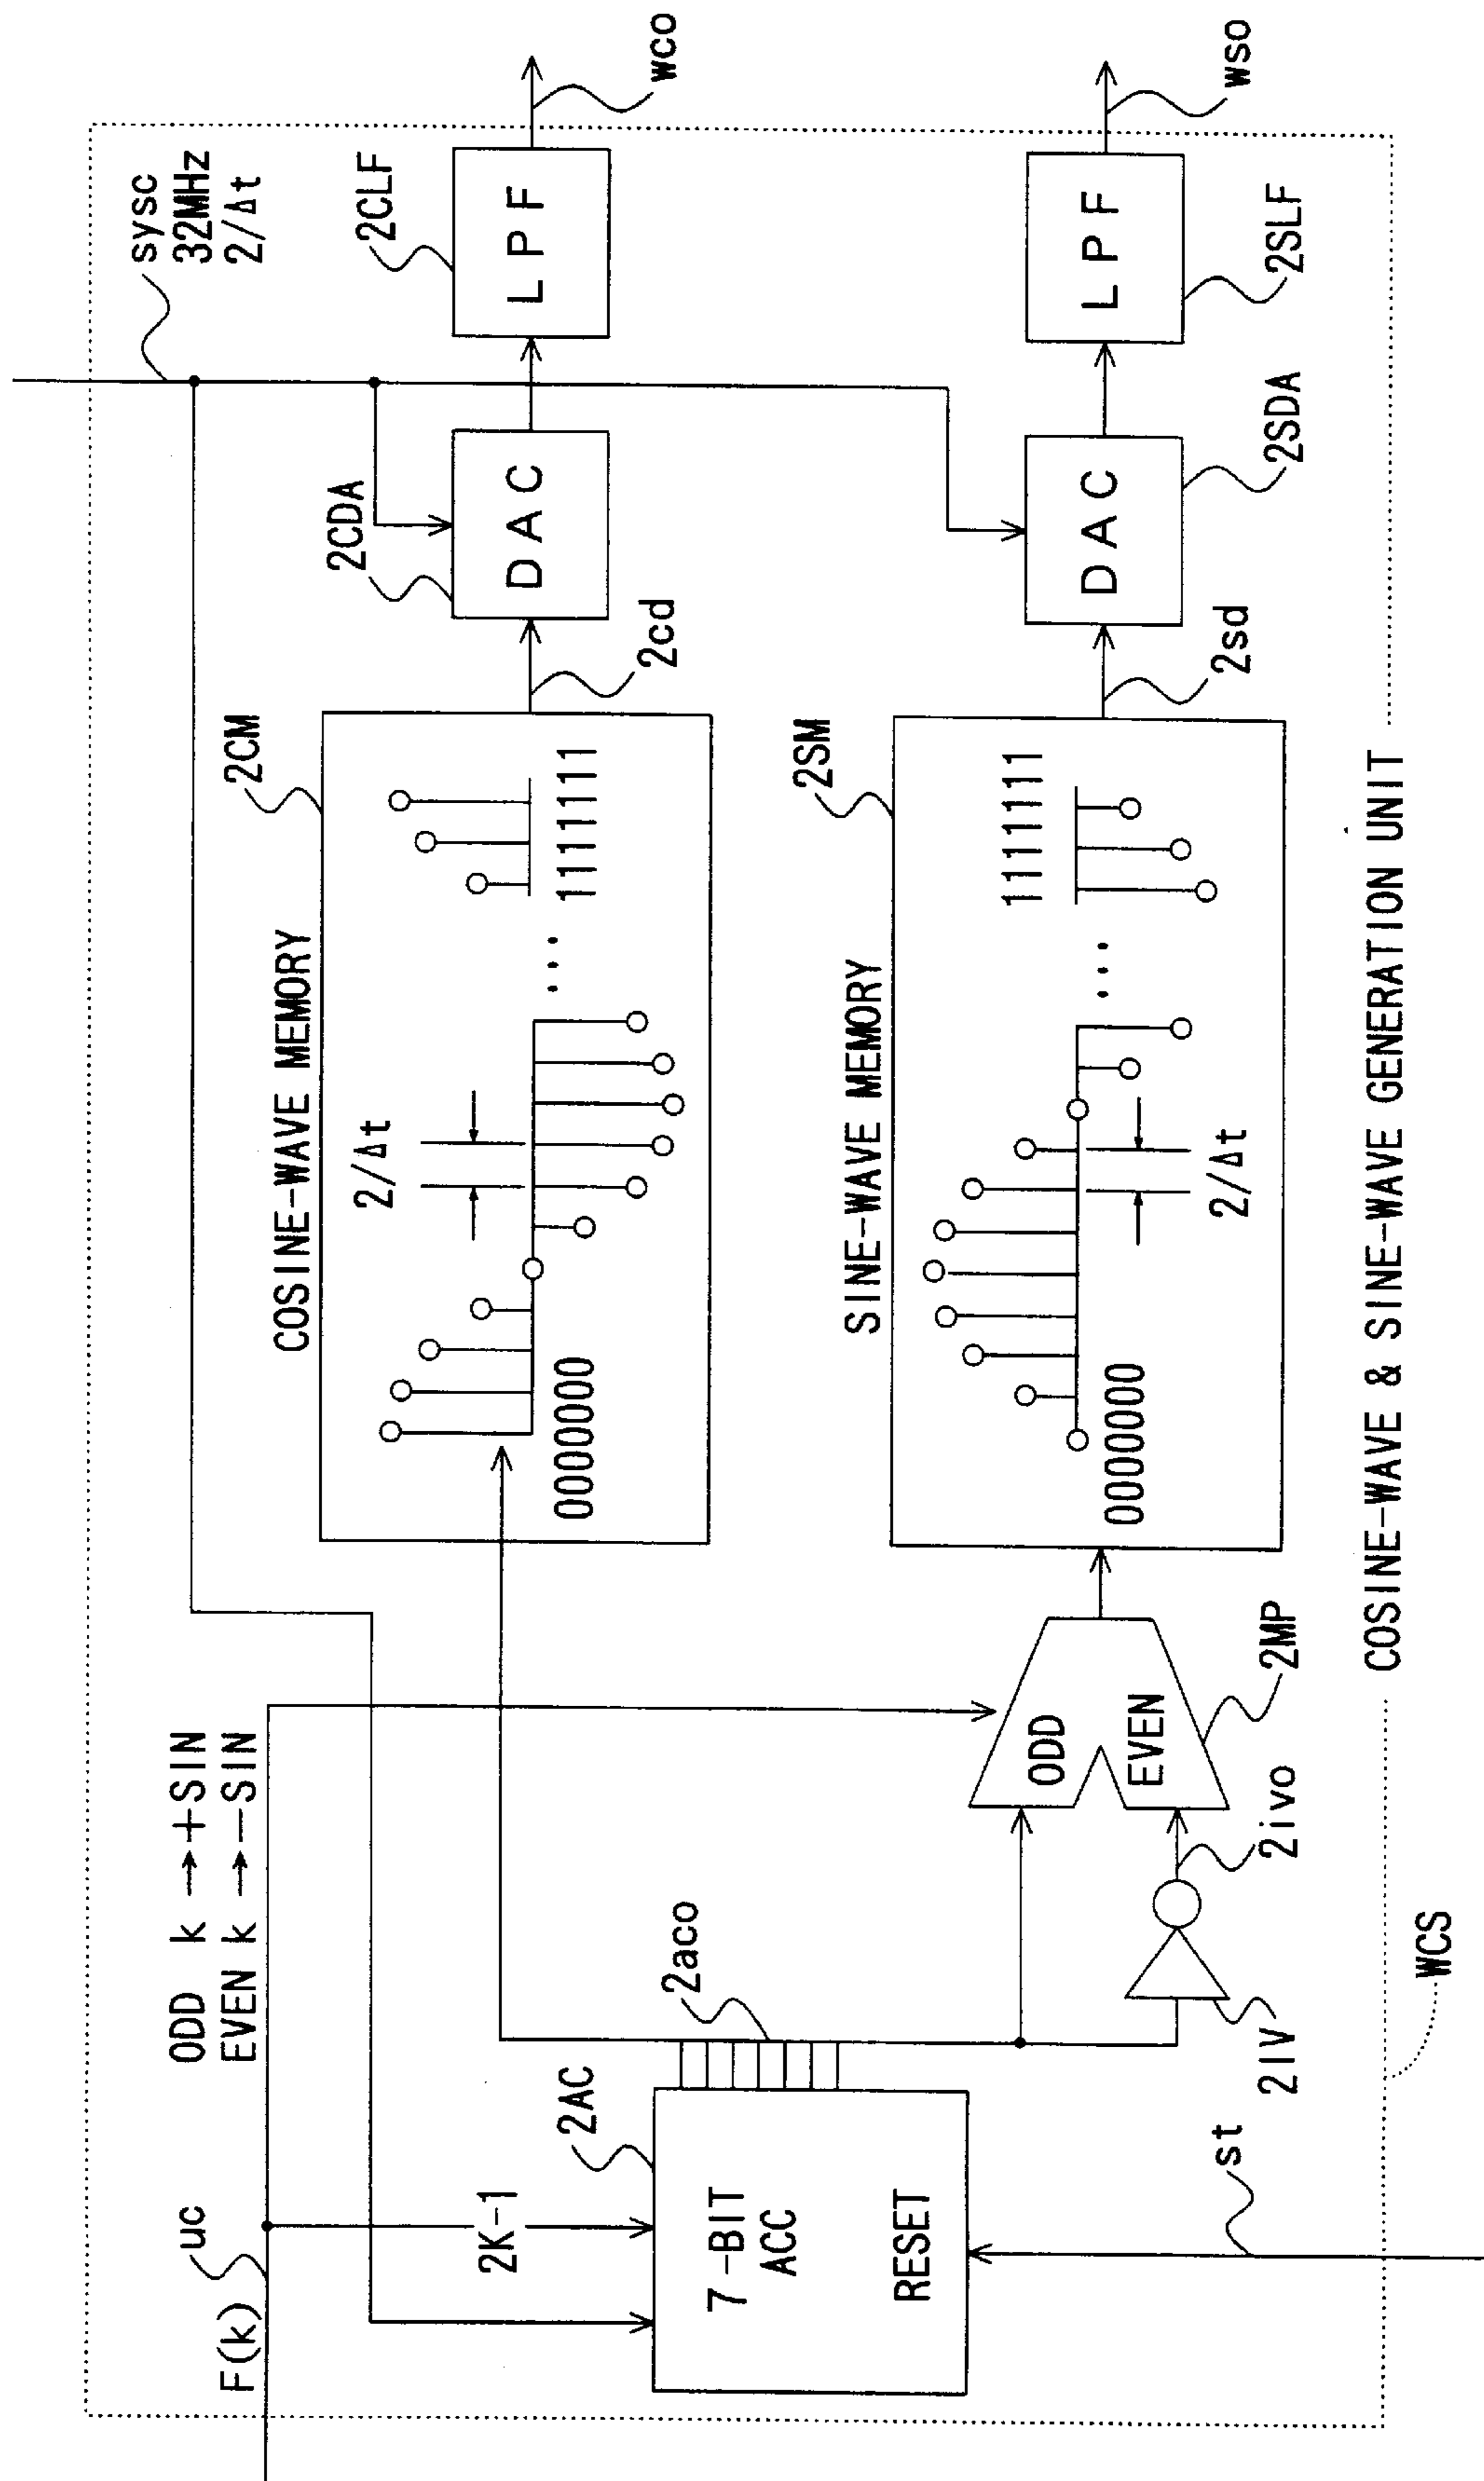 F(k)
uc
ODD k →+SIN
EVEN k →−SIN
sysc
32MHz
2/Δt
2K-1
2AC
7-BIT
ACC
RESET
st
2aco
2IV
2ivo
ODD
EVEN
2MP
COSINE-WAVE MEMORY
2CM
2/Δt
0000000
...
1111111
2cd
2CDA
DAC
2CLF
LPF
wco
SINE-WAVE MEMORY
2SM
1111111
...
0000000
2/Δt
2sd
DAC
2SDA
LPF
2SLF
wso
WCS
COSINE-WAVE & SINE-WAVE GENERATION UNIT